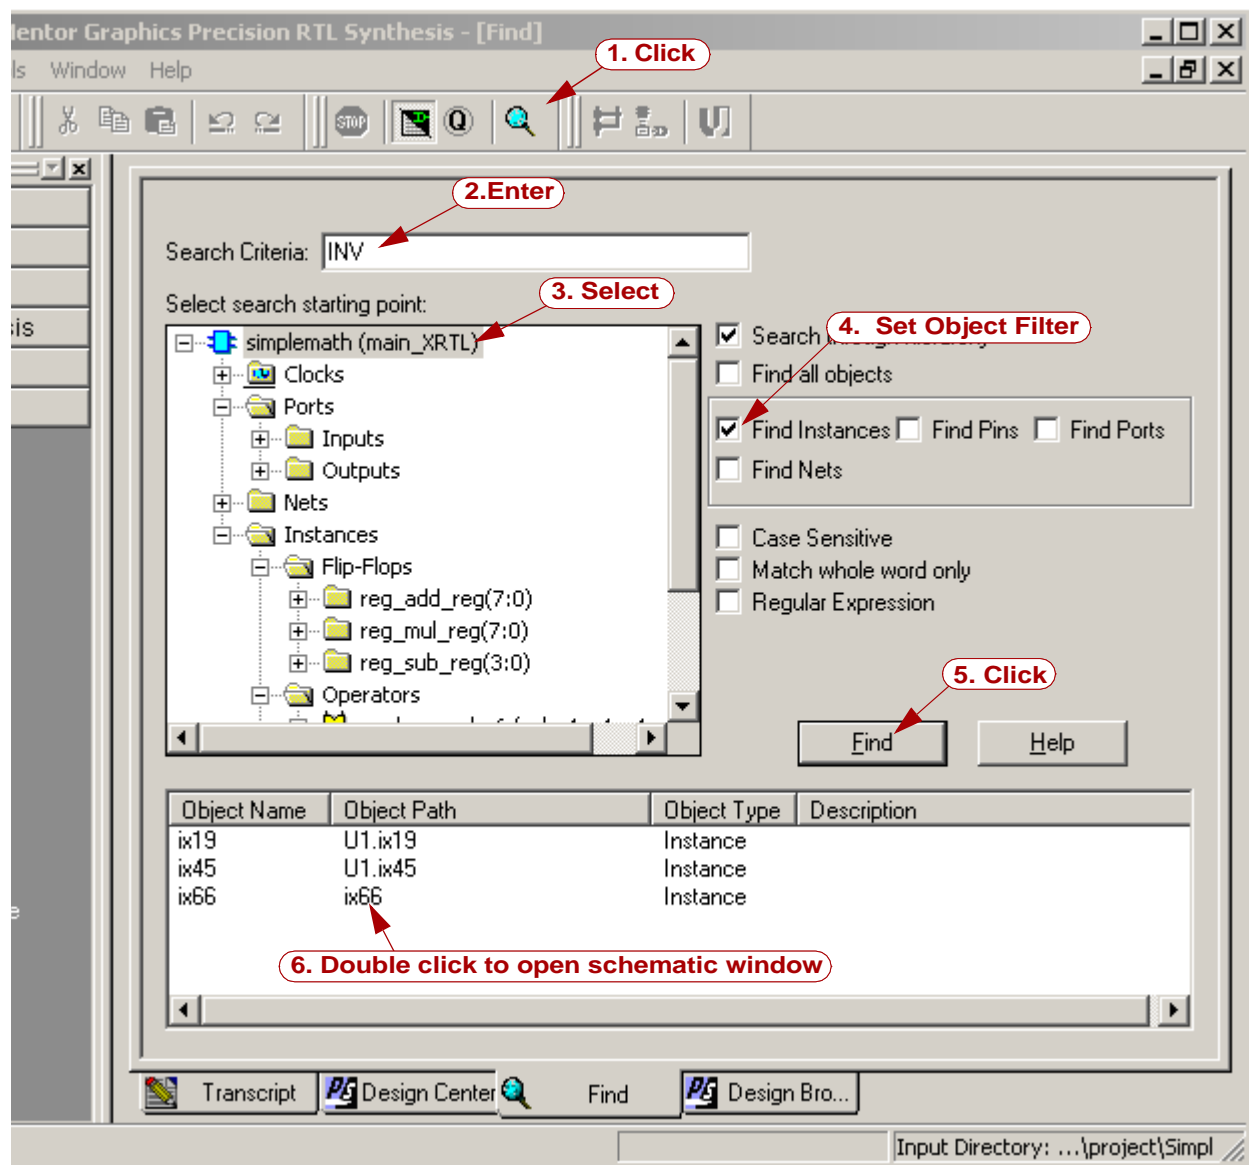 Mentor Graphics Precision RTL Synthesis - [Find]
1. Click
ls Window Help
STOP Q
2.Enter
Search Criteria: INV
Select search starting point:
3. Select
4. Set Object Filter
sis
simplemath (main_XRTL)
Search through hierarchy
Clocks
Find all objects
Ports
Inputs
Find Instances Find Pins Find Ports
Outputs
Find Nets
Nets
Instances
Case Sensitive
Flip-Flops
Match whole word only
reg_add_reg(7:0)
Regular Expression
reg_mul_reg(7:0)
reg_sub_reg(3:0)
5. Click
Operators
Find Help
Object Name Object Path Object Type Description
ix19 U1.ix19 Instance
ix45 U1.ix45 Instance
ix66 ix66 Instance
e
6. Double click to open schematic window
Transcript Design Center Find Design Bro...
Input Directory: ...\project\Simpl